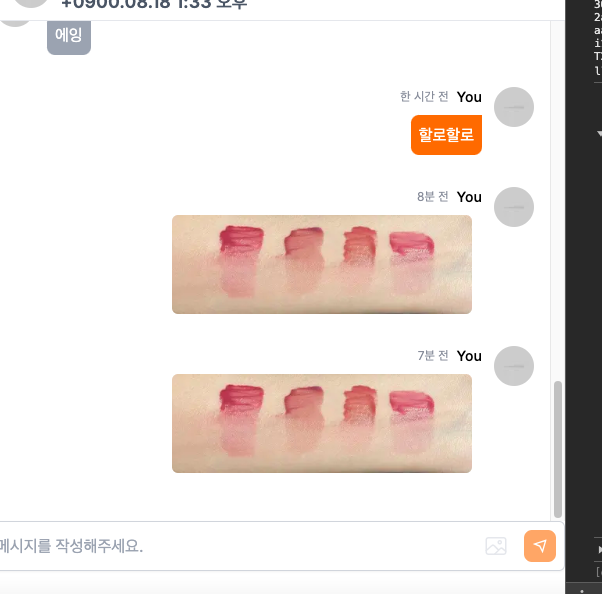 +0900.08.18 1:33 오후
에잉
한 시간 전 You
할로할로
8분 전 You
7분 전 You
메시지를 작성해주세요.